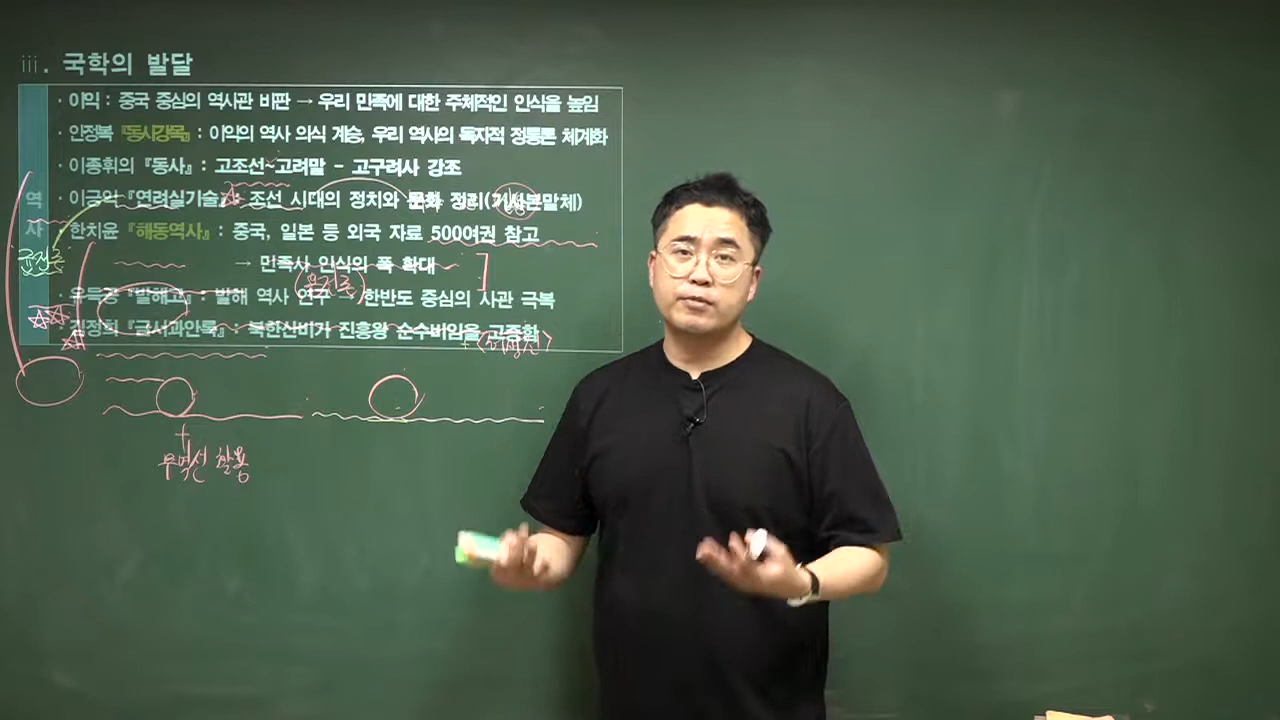 iii. 국학의 발달
· 이익 : 중국 중심의 역사관 비판 → 우리 민족에 대한 주체적인 인식을 높임
· 안정복 『동사강목』 : 이익의 역사 의식 계승, 우리 역사의 독자적 정통론 체계화
· 이종휘의 『동사』 : 고조선~고려말 - 고구려사 강조
역사
· 이긍익 『연려실기술』 : 조선 시대의 정치와 문화 정리(기사본말체)
· 한치윤 『해동역사』 : 중국, 일본 등 외국 자료 500여권 참고
→ 민족사 인식의 폭 확대
· 유득공 『발해고』 : 발해 역사 연구 → 한반도 중심의 사관 극복
· 김정희 『금석과안록』 : 북한산비가 진흥왕 순수비임을 고증함
무역선 활용